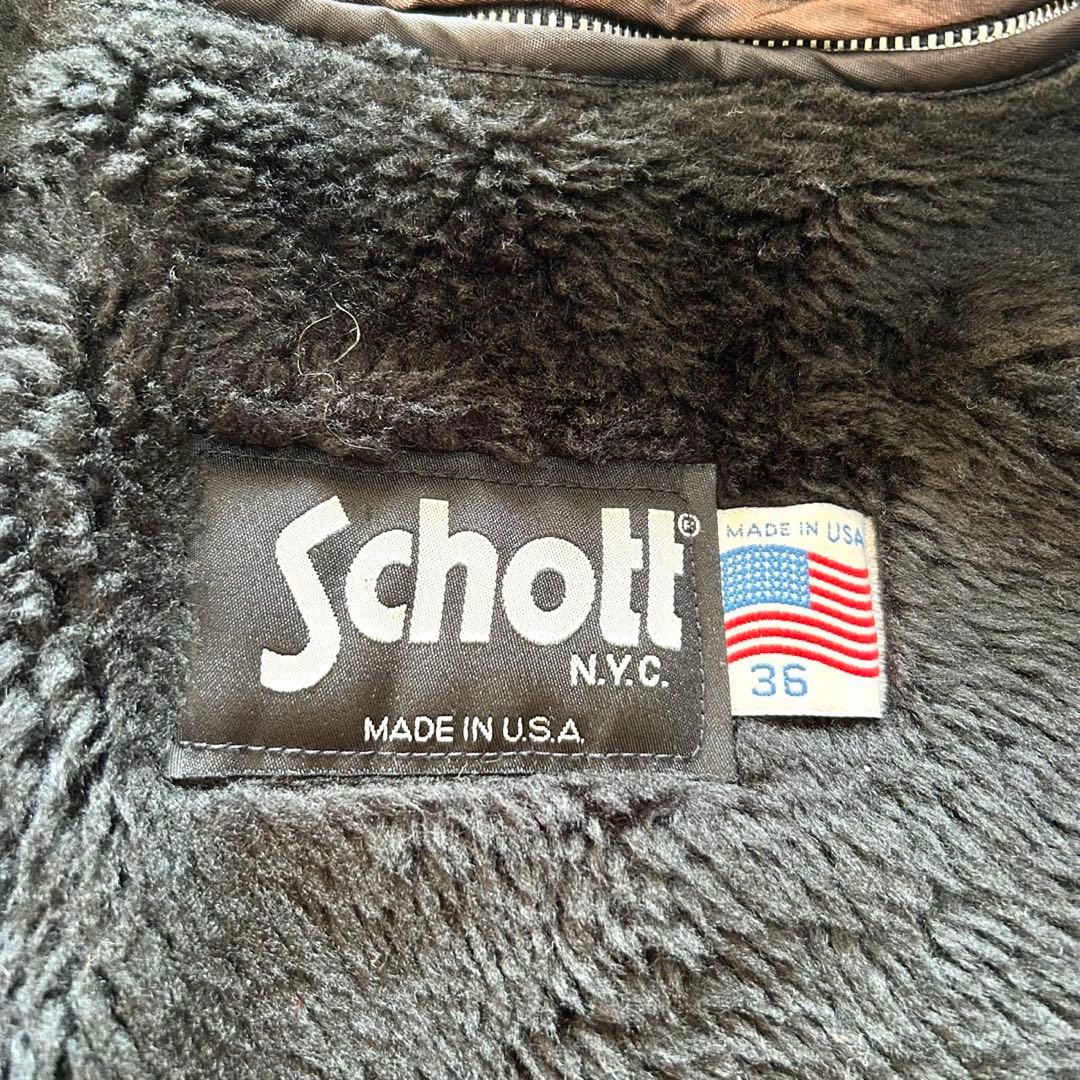 Schott®
N.Y.C.
MADE IN U.S.A.
MADE IN USA
36